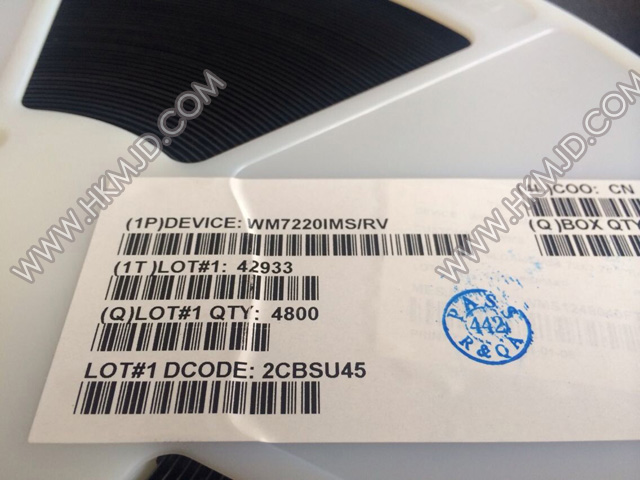 WWW.HKMJD.COM
WWW.HKMJD.COM
(4L)COO: CN
(1P)DEVICE: WM7220IMS/RV
(Q)BOX QTY
(1T)LOT#1: 42933
(Q)LOT#1 QTY: 4800
LOT#1 DCODE: 2CBSU45
PASS
442
R&QA